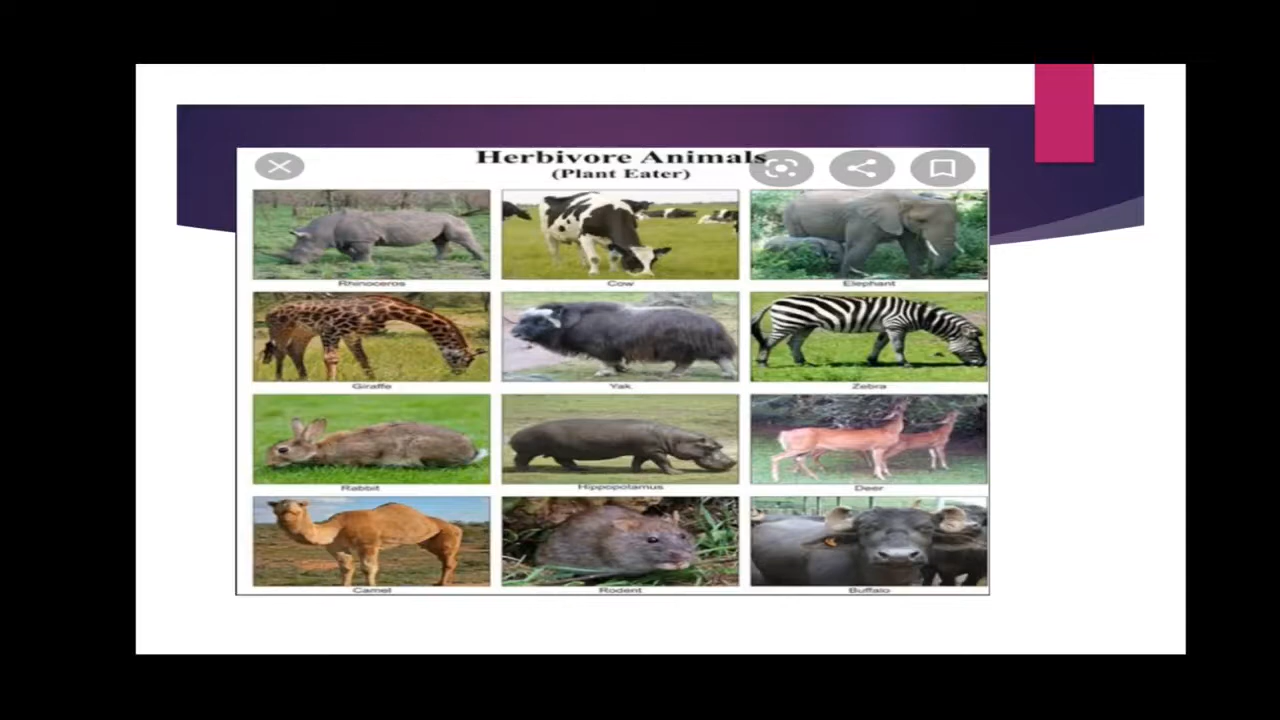 Herbivore Animals
(Plant Eater)
Rhinoceros Cow Elephant
Giraffe Yak Zebra
Rabbit Hippopotamus Deer
Camel Rodent Buffalo